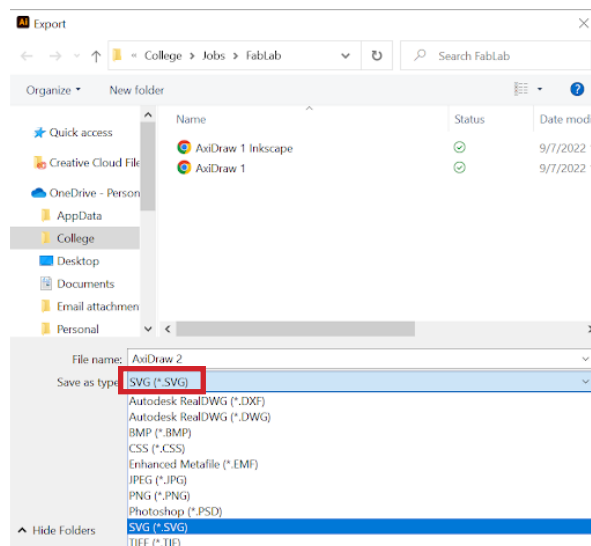 Ai Export
« College > Jobs > FabLab
Search FabLab
Organize
New folder
?
Name
Status
Date modi
Quick access
AxiDraw 1 Inkscape
9/7/2022
Creative Cloud File
AxiDraw 1
9/7/2022
OneDrive - Person
AppData
College
Desktop
Documents
Email attachmen
Personal
File name: AxiDraw 2
Save as type SVG (*.SVG)
Autodesk RealDWG (*.DXF)
Autodesk RealDWG (*.DWG)
BMP (*.BMP)
CSS (*.CSS)
Enhanced Metafile (*.EMF)
JPEG (*.JPG)
PNG (*.PNG)
Photoshop (*.PSD)
Hide Folders
SVG (*.SVG)
TIFF (*.TIF)